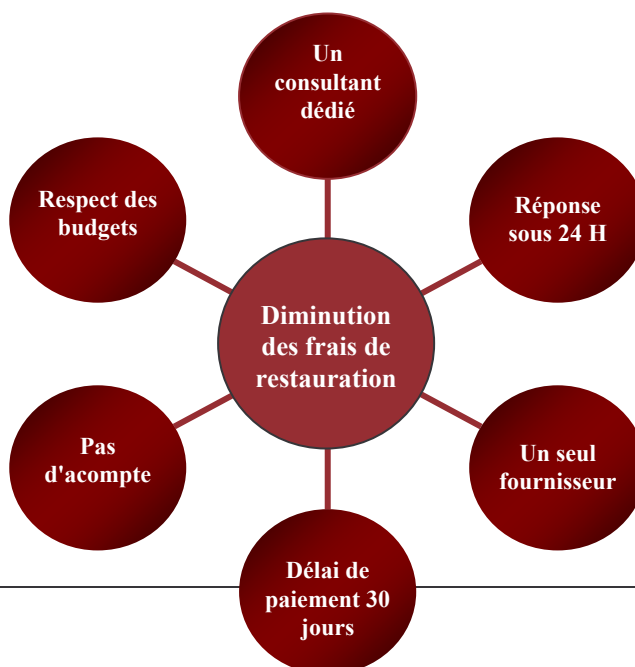 Un
consultant
dédié
Respect des
budgets
Réponse
sous 24 H
Diminution
des frais de
restauration
Pas
d'acompte
Un seul
fournisseur
Délai de
paiement 30
jours